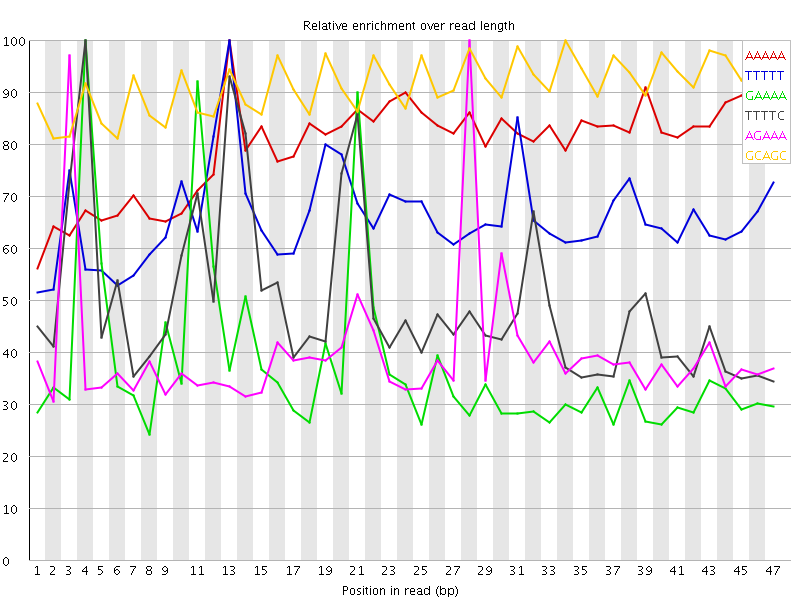 Relative enrichment over read length
100
90
80
70
60
50
40
30
20
10
0
AAAAA
TTTTT
GAAAA
TTTTC
AGAAA
GCAGC
1 2 3 4 5 6 7 8 9 11 13 15 17 19 21 23 25 27 29 31 33 35 37 39 41 43 45 47
Position in read (bp)